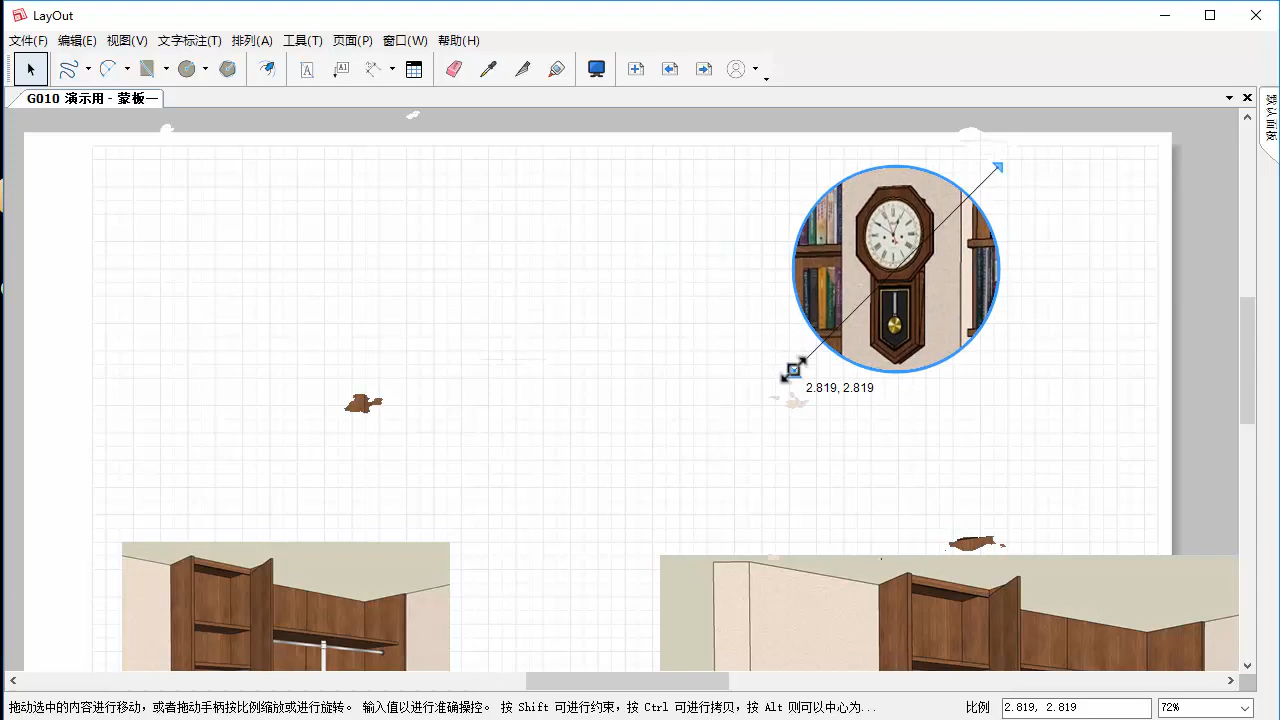 LayOut
文件(F) 编辑(E) 视图(V) 文字标注(T) 排列(A) 工具(T) 页面(P) 窗口(W) 帮助(H)
A A1
G010 演示用 - 蒙板一
默认面板
2.819, 2.819
拖动选中的内容进行移动，或者拖动手柄按比例缩放或进行旋转。 输入值以进行准确操控。 按 Shift 可进行约束，按 Ctrl 可进行拷贝，按 Alt 则可以中心为...
比例 2.819, 2.819 72%